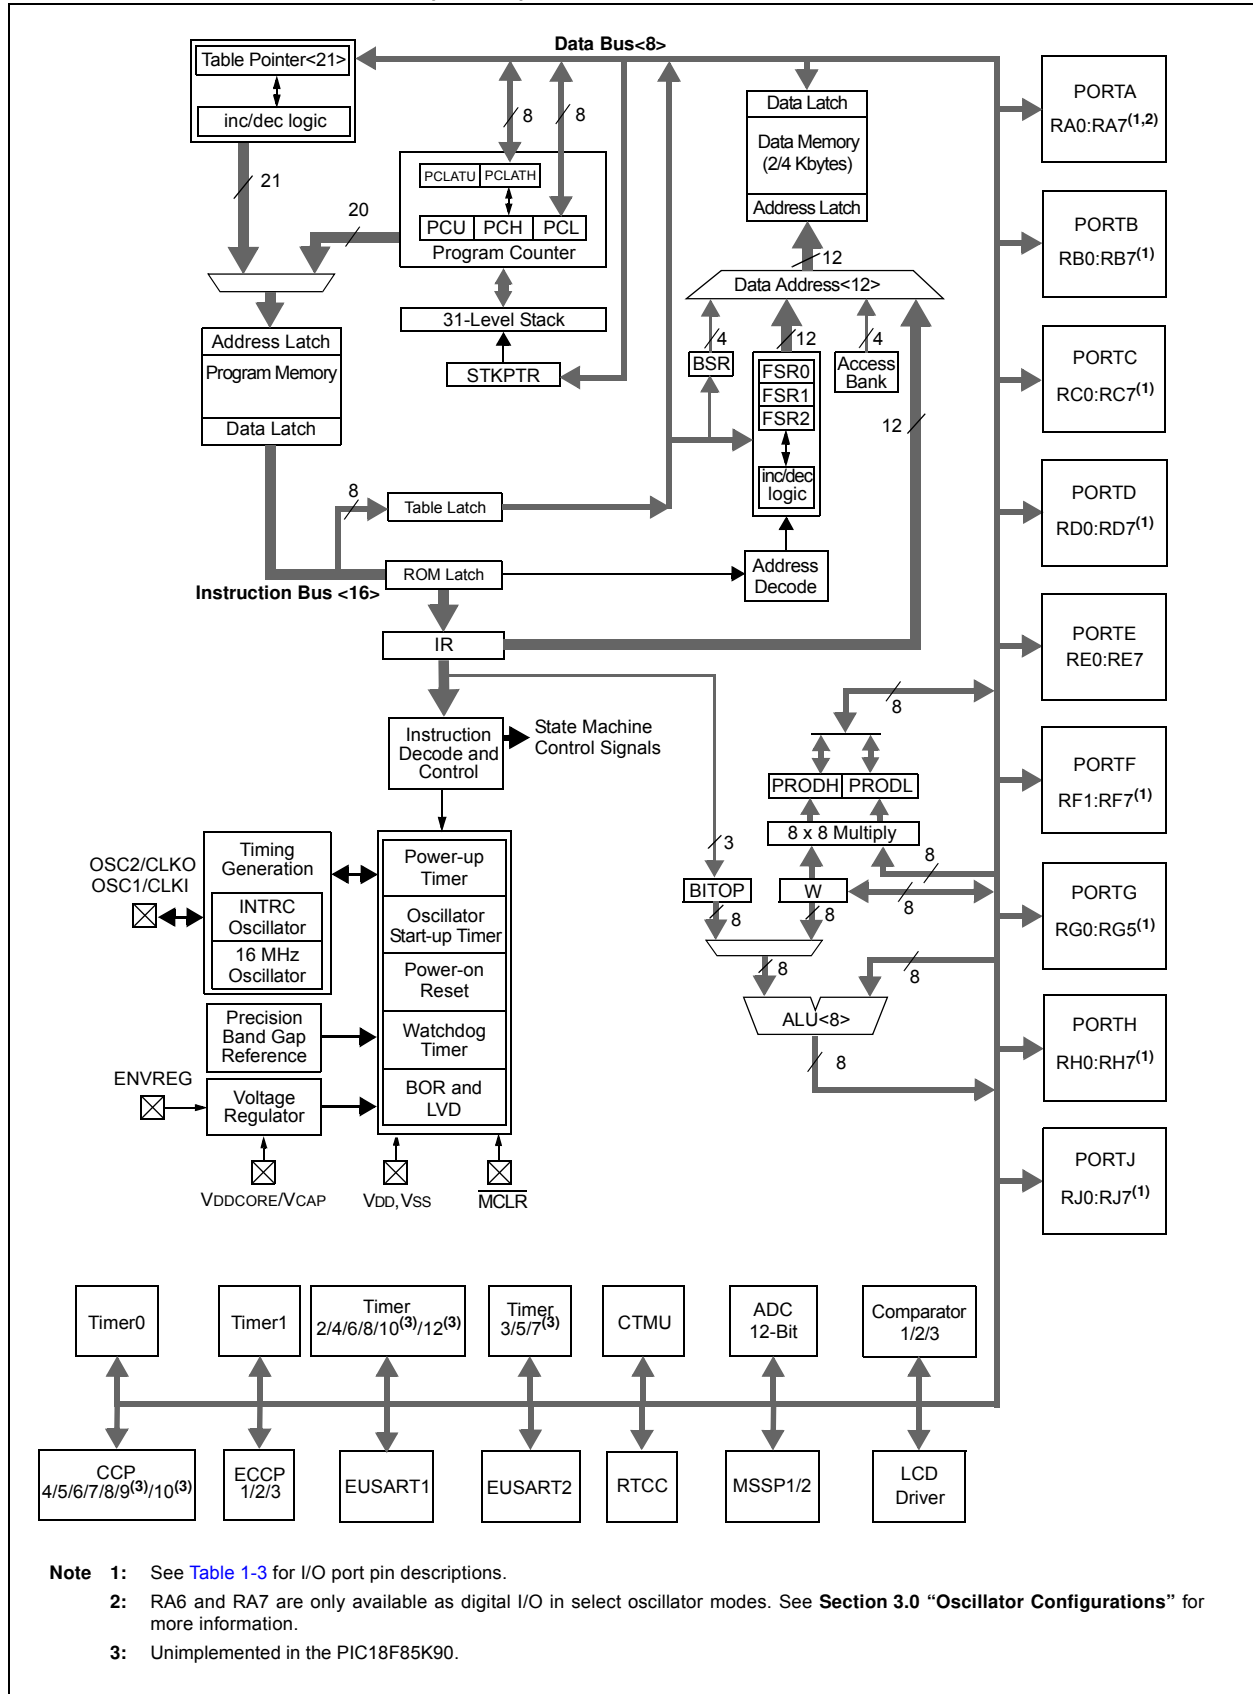 Data Bus<8>
Table Pointer<21>
inc/dec logic
21
20
8
8
PCLATU
PCLATH
PCU
PCH
PCL
Program Counter
31-Level Stack
STKPTR
Address Latch
Program Memory
Data Latch
Data Latch
Data Memory
(2/4 Kbytes)
Address Latch
12
Data Address<12>
4
12
4
BSR
FSR0
FSR1
FSR2
inc/dec
logic
Access
Bank
12
Address
Decode
8
Table Latch
ROM Latch
Instruction Bus <16>
IR
Instruction
Decode and
Control
State Machine
Control Signals
8
PRODH
PRODL
8 x 8 Multiply
3
8
BITOP
W
8
8
8
8
8
ALU<8>
8
OSC2/CLKO
OSC1/CLKI
Timing
Generation
INTRC
Oscillator
16 MHz
Oscillator
Power-up
Timer
Oscillator
Start-up Timer
Power-on
Reset
Watchdog
Timer
BOR and
LVD
Precision
Band Gap
Reference
ENVREG
Voltage
Regulator
VDDCORE/VCAP
VDD, VSS
MCLR
PORTA
RA0:RA7(1,2)
PORTB
RB0:RB7(1)
PORTC
RC0:RC7(1)
PORTD
RD0:RD7(1)
PORTE
RE0:RE7
PORTF
RF1:RF7(1)
PORTG
RG0:RG5(1)
PORTH
RH0:RH7(1)
PORTJ
RJ0:RJ7(1)
Timer0
Timer1
Timer
2/4/6/8/10(3)/12(3)
Timer
3/5/7(3)
CTMU
ADC
12-Bit
Comparator
1/2/3
CCP
4/5/6/7/8/9(3)/10(3)
ECCP
1/2/3
EUSART1
EUSART2
RTCC
MSSP1/2
LCD
Driver
Note 1: See Table 1-3 for I/O port pin descriptions.
2: RA6 and RA7 are only available as digital I/O in select oscillator modes. See Section 3.0 “Oscillator Configurations” for
more information.
3: Unimplemented in the PIC18F85K90.